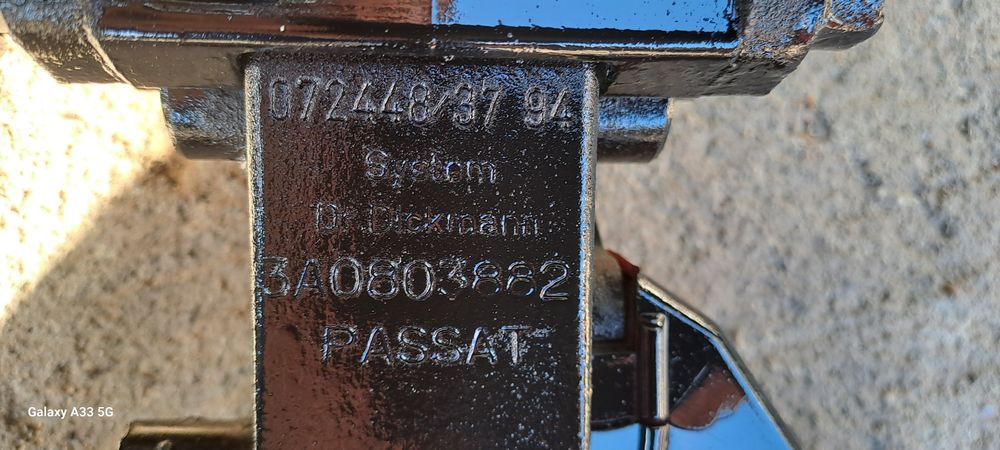 072448/37 94
System
Dr. Dickmann
3A0803882
PASSAT
Galaxy A33 5G